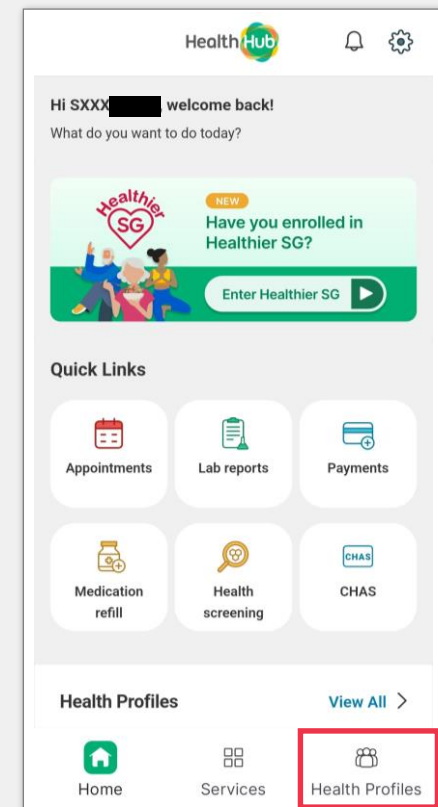 HealthHub
Hi SXXX , welcome back!
What do you want to do today?
Healthier
SG
NEW
Have you enrolled in
Healthier SG?
Enter Healthier SG
Quick Links
Appointments
Lab reports
Payments
CHAS
Medication
refill
Health
screening
CHAS
Health Profiles
View All
Home
Services
Health Profiles